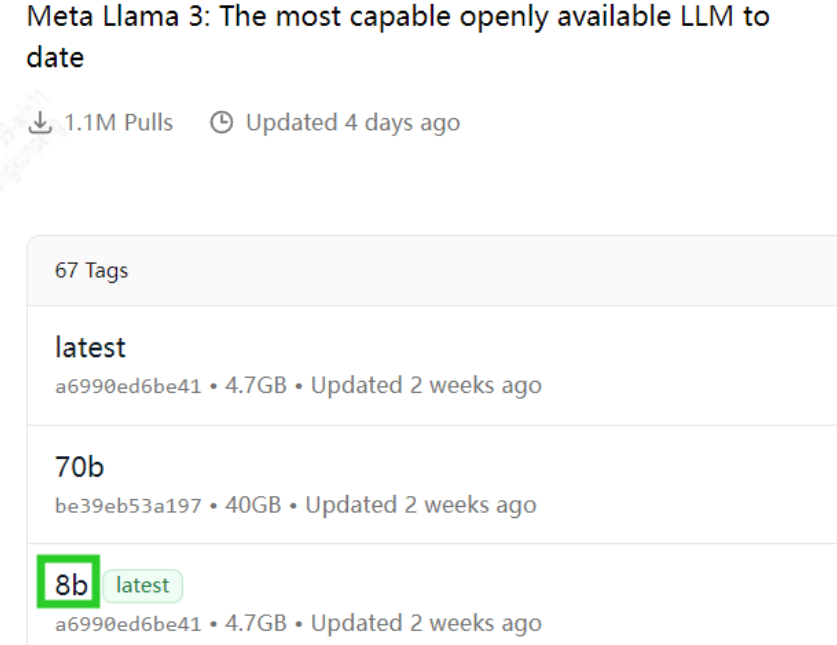 Meta Llama 3: The most capable openly available LLM to
date
1.1M Pulls Updated 4 days ago
67 Tags
latest
a6990ed6be41 • 4.7GB • Updated 2 weeks ago
70b
be39eb53a197 • 40GB • Updated 2 weeks ago
8b latest
a6990ed6be41 • 4.7GB • Updated 2 weeks ago